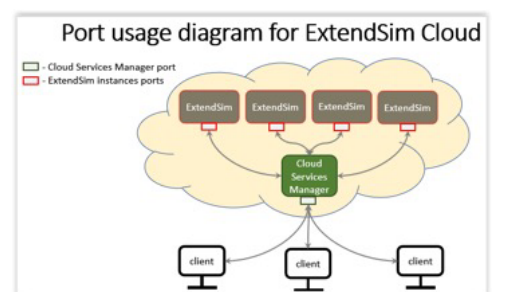 Port usage diagram for ExtendSim Cloud
- Cloud Services Manager port
- ExtendSim instances ports
ExtendSim ExtendSim ExtendSim ExtendSim
Cloud
Services
Manager
client client client